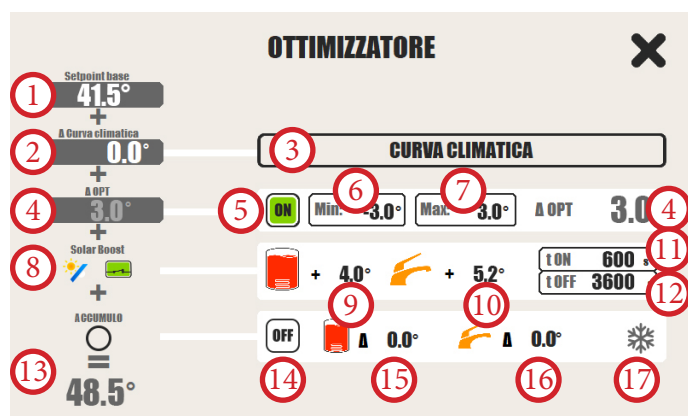 OTTIMIZZATORE
Setpoint base
1 41.5°
+
Δ Curva climatica
2 0.0°
3 CURVA CLIMATICA
+
Δ OPT
4 3.0°
5 ON 6 Min: -3.0° 7 Max: 3.0° Δ OPT 3.0 4
+
Solar Boost
8
+ 4.0° 9
+ 5.2° 10
t ON 600 s 11
t OFF 3600 12
+
ACCUMULO
=
13 48.5°
OFF 14
Δ 0.0° 15
Δ 0.0° 16
17